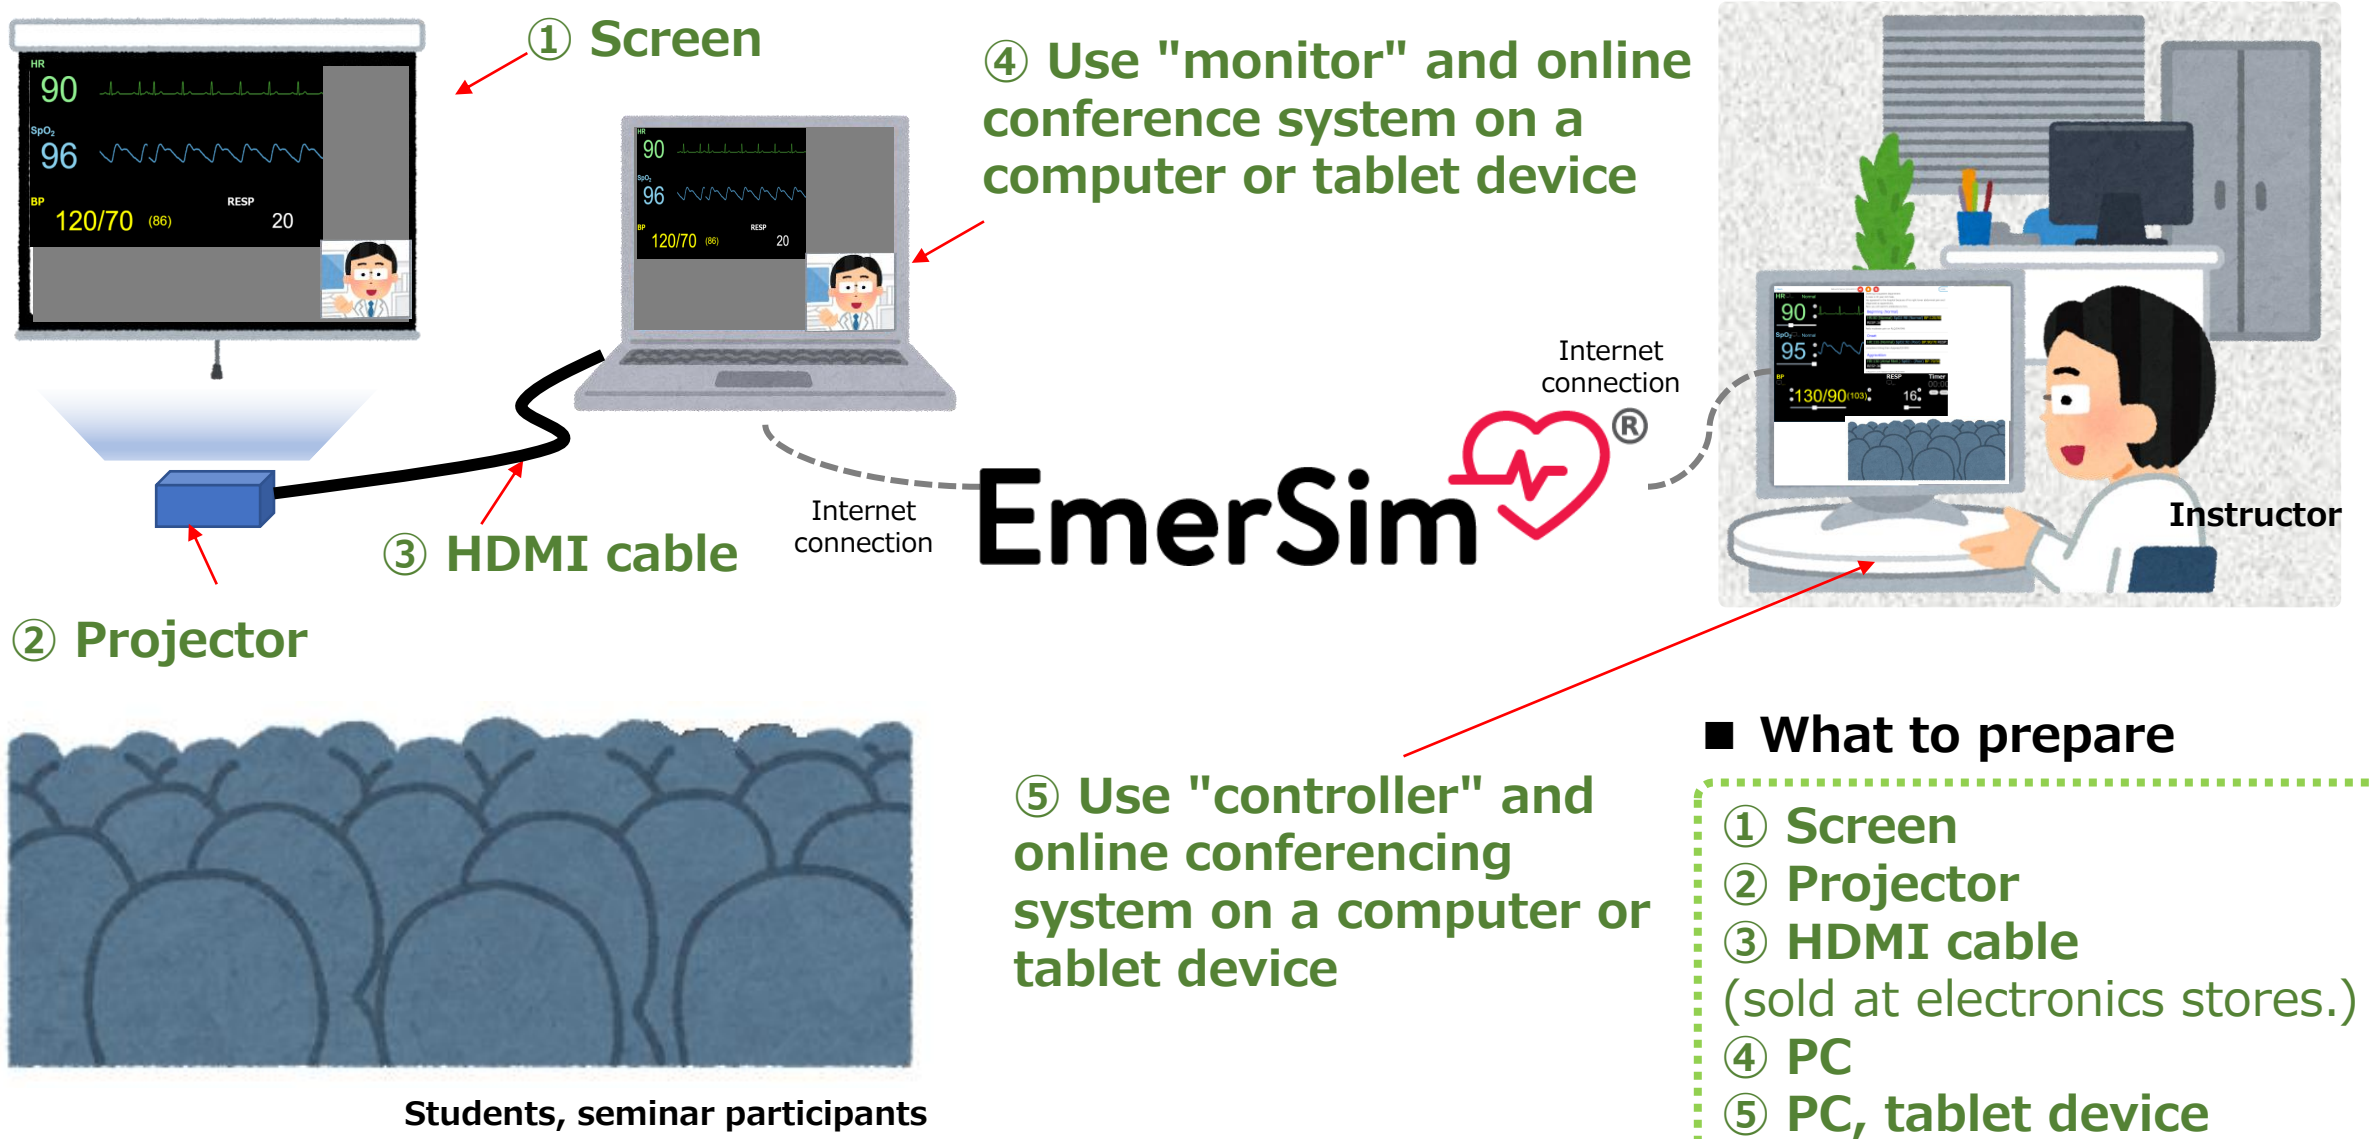 ① Screen
HR
90
SpO₂
96
BP
120/70 (86)
RESP
20
④ Use "monitor" and online
conference system on a
computer or tablet device
HR
90
SpO₂
96
BP
120/70 (86)
RESP
20
Internet
connection
Internet
connection
EmerSim®
③ HDMI cable
② Projector
HR
Normal
90
SpO₂
Normal
95
BP
130/90(103)
RESP
16
Timer
00:00
Instructor
⑤ Use "controller" and
online conferencing
system on a computer or
tablet device
Students, seminar participants
■ What to prepare
① Screen
② Projector
③ HDMI cable
(sold at electronics stores.)
④ PC
⑤ PC, tablet device